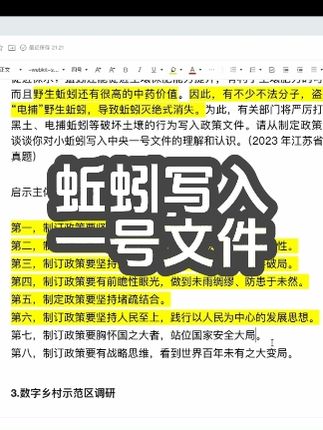 最近保存 21:21
正文
而且野生蚯蚓还有很高的中药价值。因此，有不少不法分子，盗
“电捕”野生蚯蚓，导致蚯蚓灭绝式消失。为此，有关部门将严厉打
黑土、电捕蚯蚓等破坏土壤的行为写入政策文件。请从制定政策
谈谈你对小蚯蚓写入中央一号文件的理解和认识。（2023 年江苏省
真题）
启示主体
蚯蚓写入
一号文件
第一，制订政策要坚
第二，
性。
第三，制订政策要坚持
破局。
第四，制订政策要有前瞻性眼光，做到未雨绸缪、防患于未然。
第五，制定政策要坚持堵疏结合。
第六，制订政策要坚持人民至上，践行以人民为中心的发展思想。
第七，制订政策要胸怀国之大者，站位国家安全大局。
第八，制订政策要有战略思维，看到世界百年未有之大变局。
3.数字乡村示范区调研